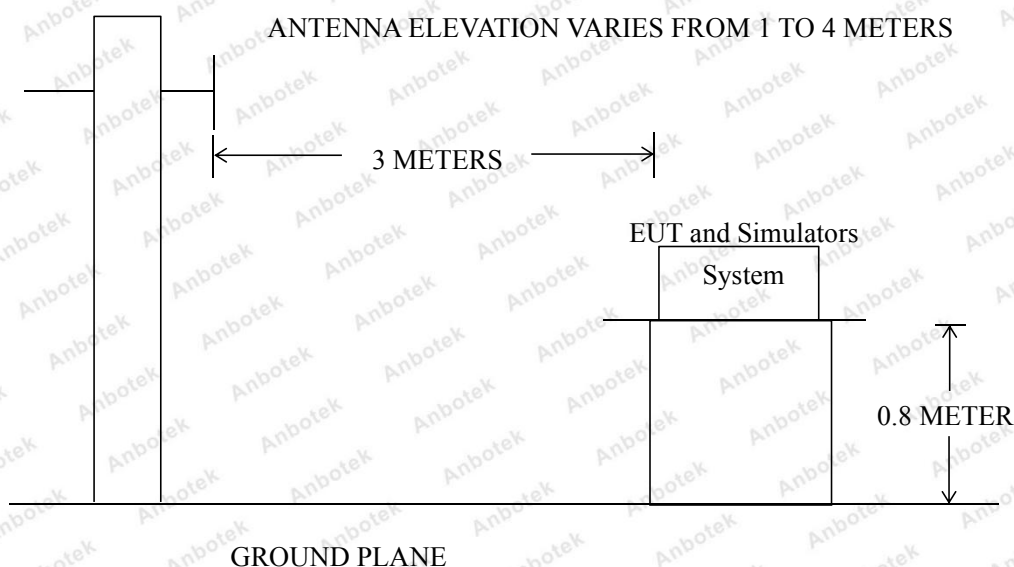 ANTENNA ELEVATION VARIES FROM 1 TO 4 METERS
3 METERS
EUT and Simulators
System
0.8 METER
GROUND PLANE
Anbotek